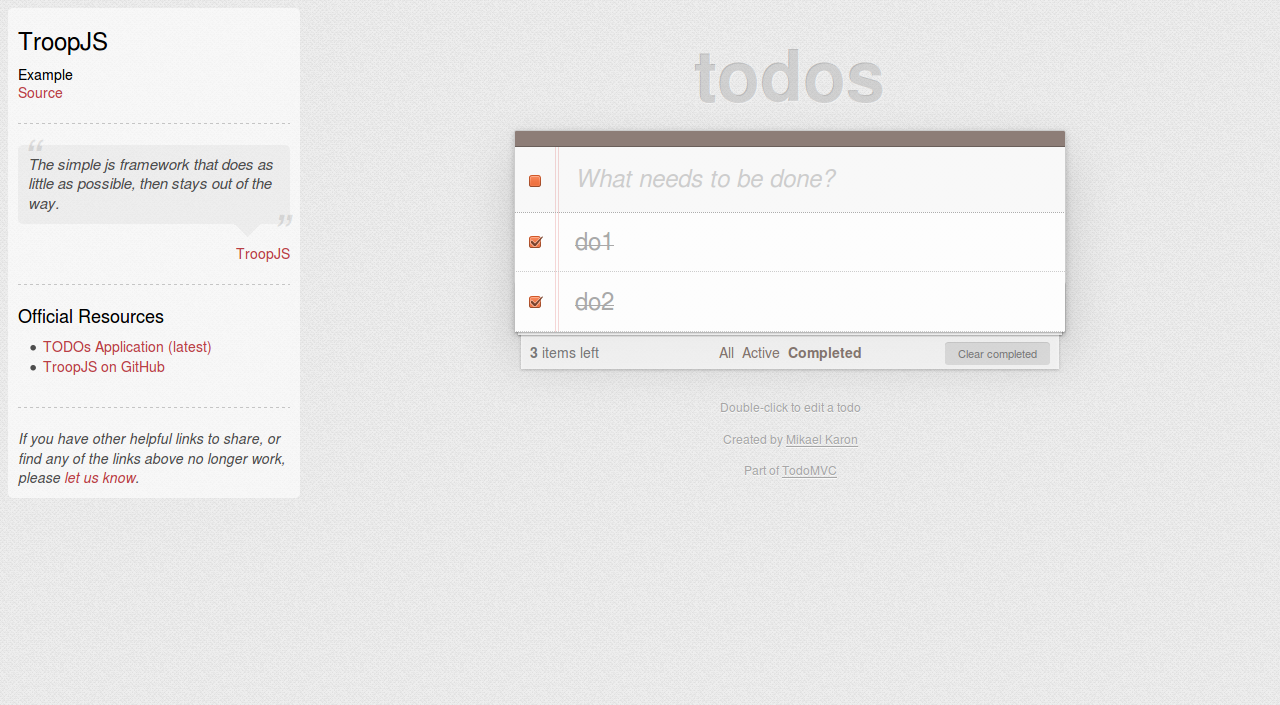 TroopJS
Example
Source
“
The simple js framework that does as
little as possible, then stays out of the
way.
”
TroopJS
Official Resources
• TODOs Application (latest)
• TroopJS on GitHub
If you have other helpful links to share, or
find any of the links above no longer work,
please let us know.
todos
What needs to be done?
do1
do2
3 items left All Active Completed Clear completed
Double-click to edit a todo
Created by Mikael Karon
Part of TodoMVC